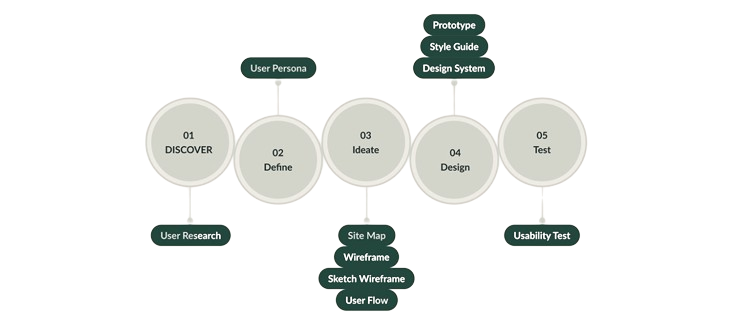 Prototype
Style Guide
Design System
User Persona
01
DISCOVER
02
Define
03
Ideate
04
Design
05
Test
User Research
Site Map
Wireframe
Sketch Wireframe
User Flow
Usability Test